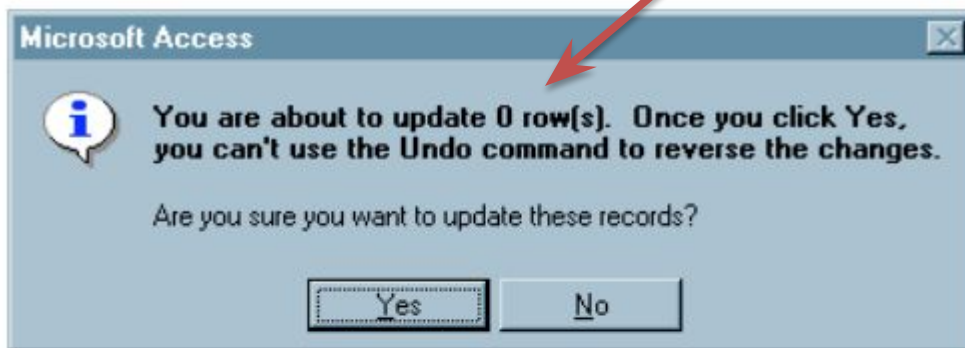 Microsoft Access
You are about to update 0 row(s). Once you click Yes,
you can't use the Undo command to reverse the changes.
Are you sure you want to update these records?
Yes
No